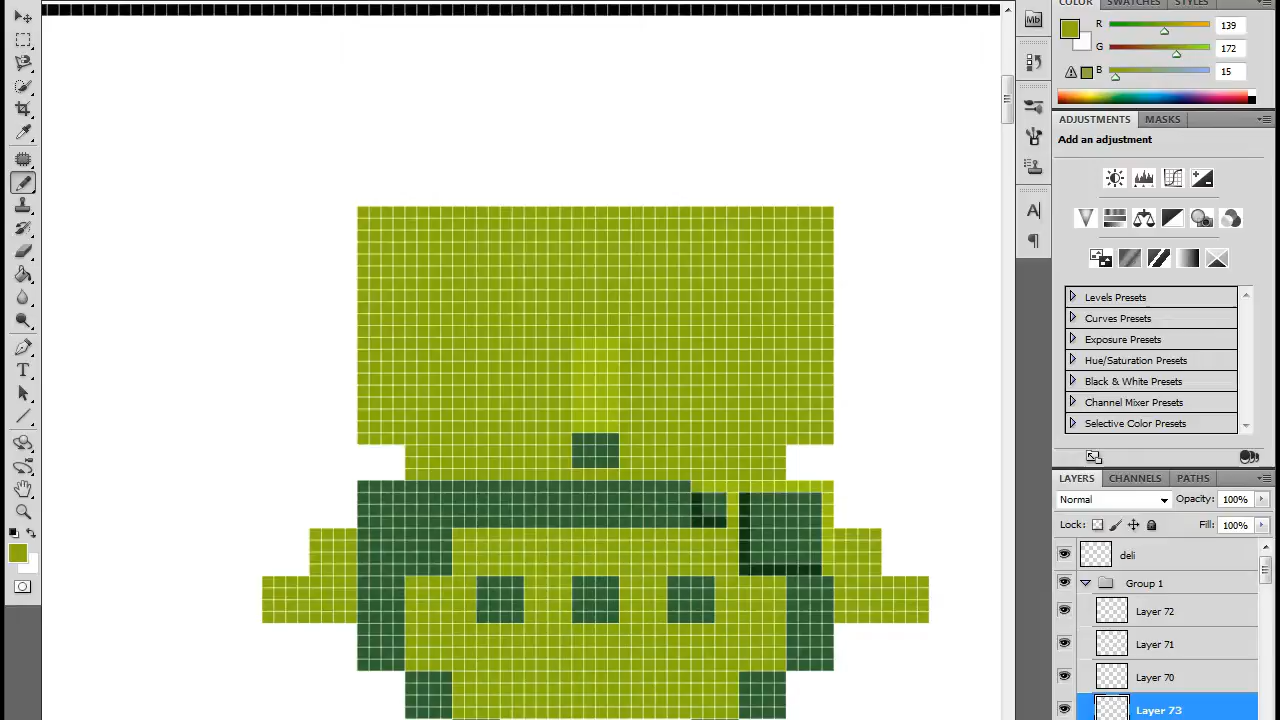 COLOR SWATCHES STYLES
Mb
R 139
G 172
B 15
ADJUSTMENTS MASKS
Add an adjustment
A
Levels Presets
Curves Presets
Exposure Presets
Hue/Saturation Presets
Black & White Presets
Channel Mixer Presets
Selective Color Presets
T
LAYERS CHANNELS PATHS
Normal Opacity: 100%
Lock: Fill: 100%
deli
Group 1
Layer 72
Layer 71
Layer 70
Layer 73